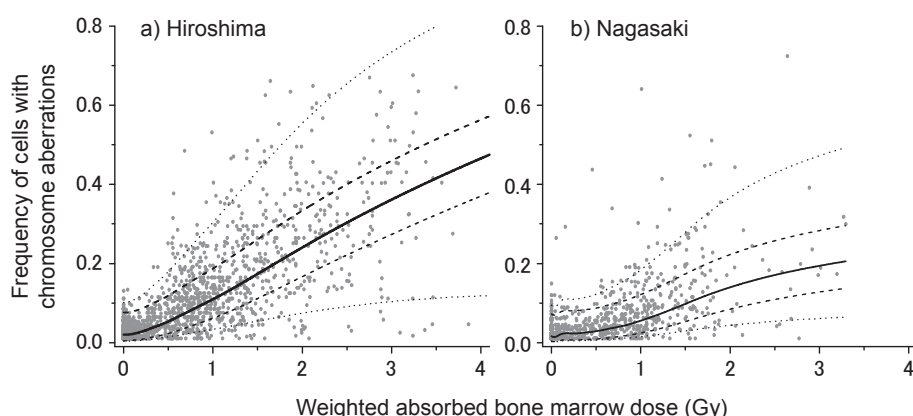 a) Hiroshima
b) Nagasaki
Frequency of cells with
chromosome aberrations
0.8
0.6
0.4
0.2
0.0
0 1 2 3 4
0.8
0.6
0.4
0.2
0.0
0 1 2 3 4
Weighted absorbed bone marrow dose (Gy)